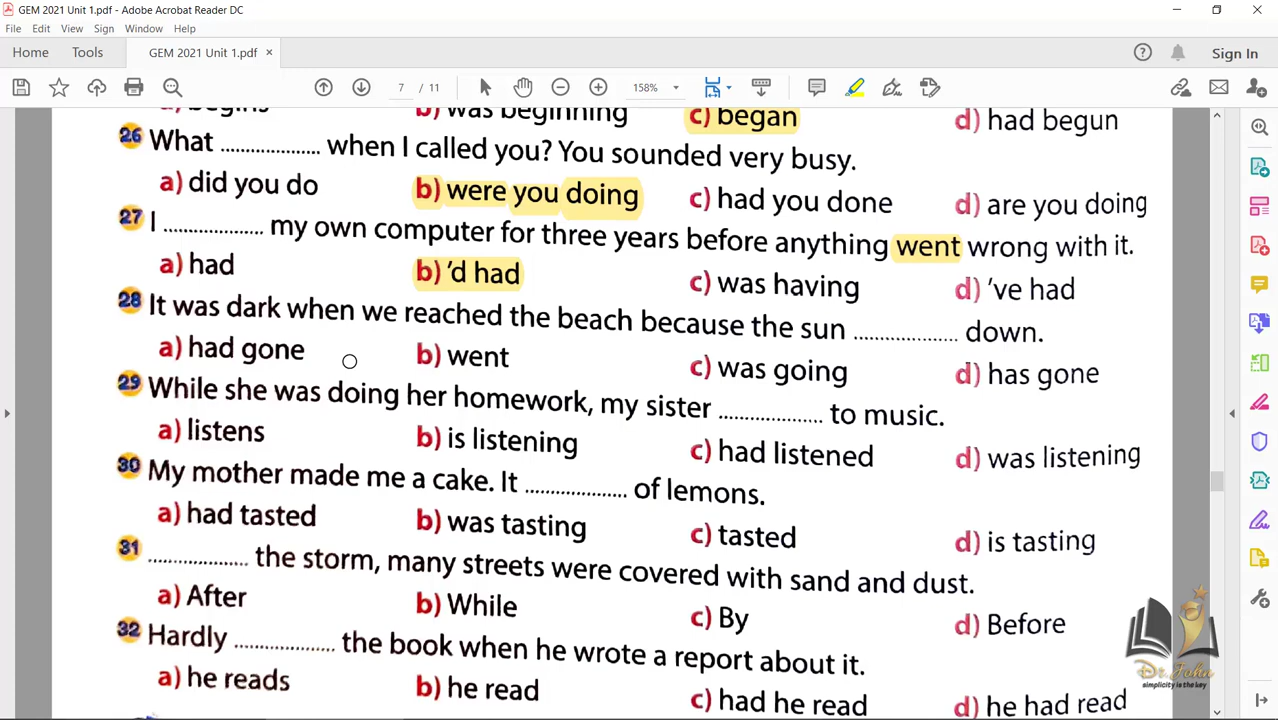 GEM 2021 Unit 1.pdf - Adobe Acrobat Reader DC
File Edit View Sign Window Help
Home Tools GEM 2021 Unit 1.pdf × Sign In
7 / 11 158%
a) begins b) was beginning c) began d) had begun
26 What .................... when I called you? You sounded very busy.
a) did you do b) were you doing c) had you done d) are you doing
27 I .................... my own computer for three years before anything went wrong with it.
a) had b) ’d had c) was having d) ’ve had
28 It was dark when we reached the beach because the sun .................... down.
a) had gone b) went c) was going d) has gone
29 While she was doing her homework, my sister .................... to music.
a) listens b) is listening c) had listened d) was listening
30 My mother made me a cake. It .................... of lemons.
a) had tasted b) was tasting c) tasted d) is tasting
31 .................... the storm, many streets were covered with sand and dust.
a) After b) While c) By d) Before
32 Hardly .................... the book when he wrote a report about it.
a) he reads b) he read c) had he read d) he had read
Dr. John
simplicity is the key